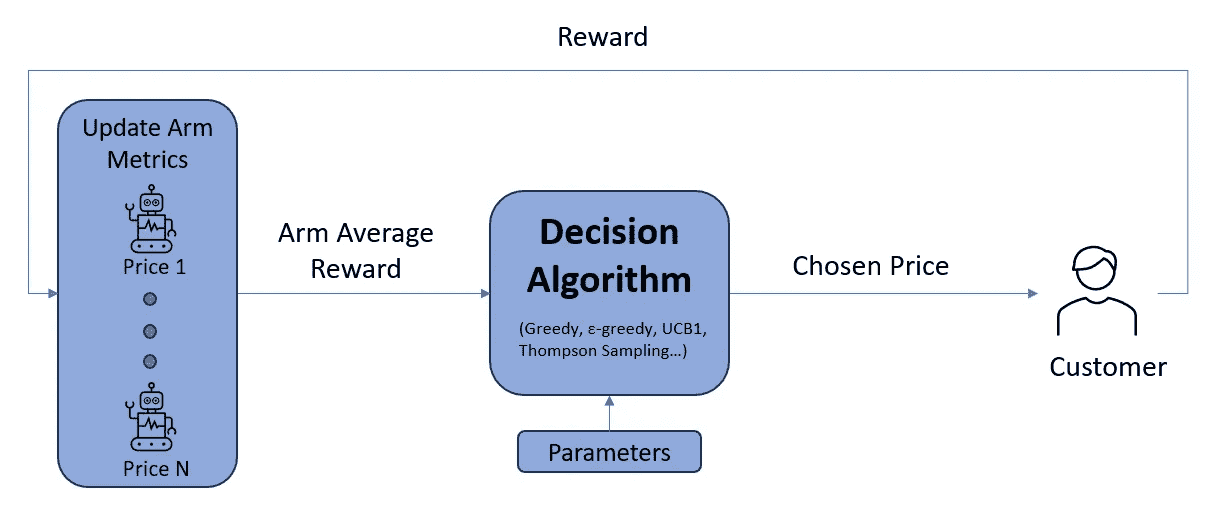 Reward
Update Arm
Metrics
Price 1
Price N
Arm Average
Reward
Decision
Algorithm
(Greedy, ε-greedy, UCB1,
Thompson Sampling…)
Parameters
Chosen Price
Customer